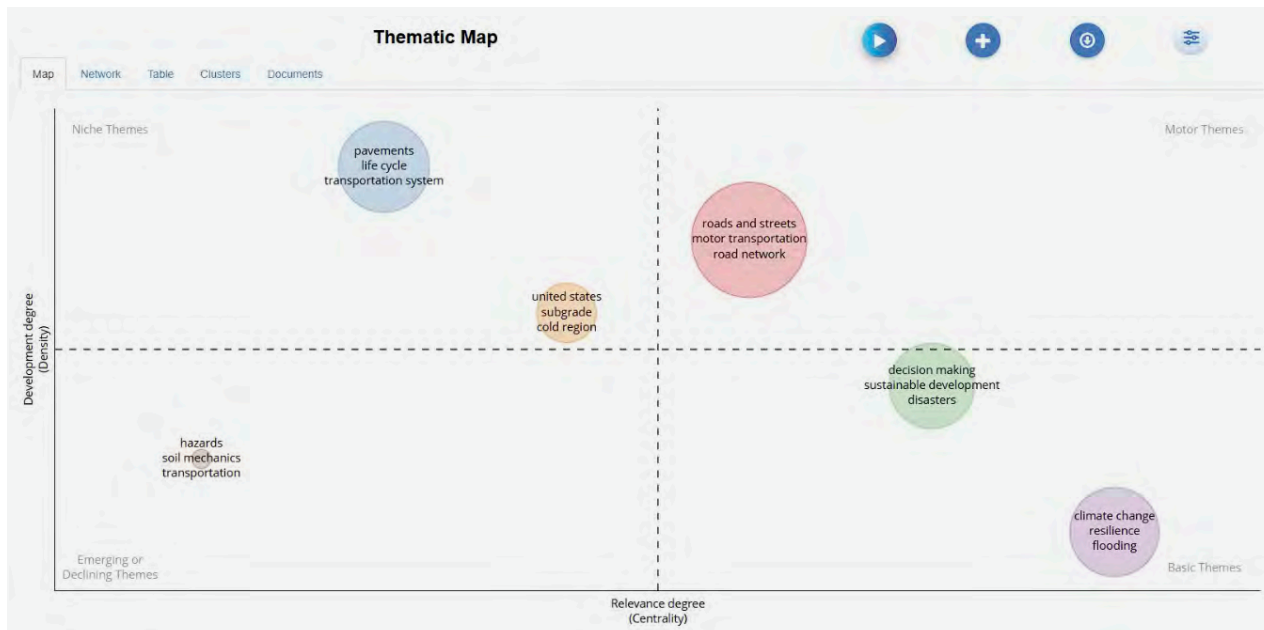 Thematic Map
Map
Network
Table
Clusters
Documents
Niche Themes
Motor Themes
pavements
life cycle
transportation system
roads and streets
motor transportation
road network
united states
subgrade
cold region
decision making
sustainable development
disasters
hazards
soil mechanics
transportation
climate change
resilience
flooding
Emerging or
Declining Themes
Basic Themes
Development degree
(Density)
Relevance degree
(Centrality)